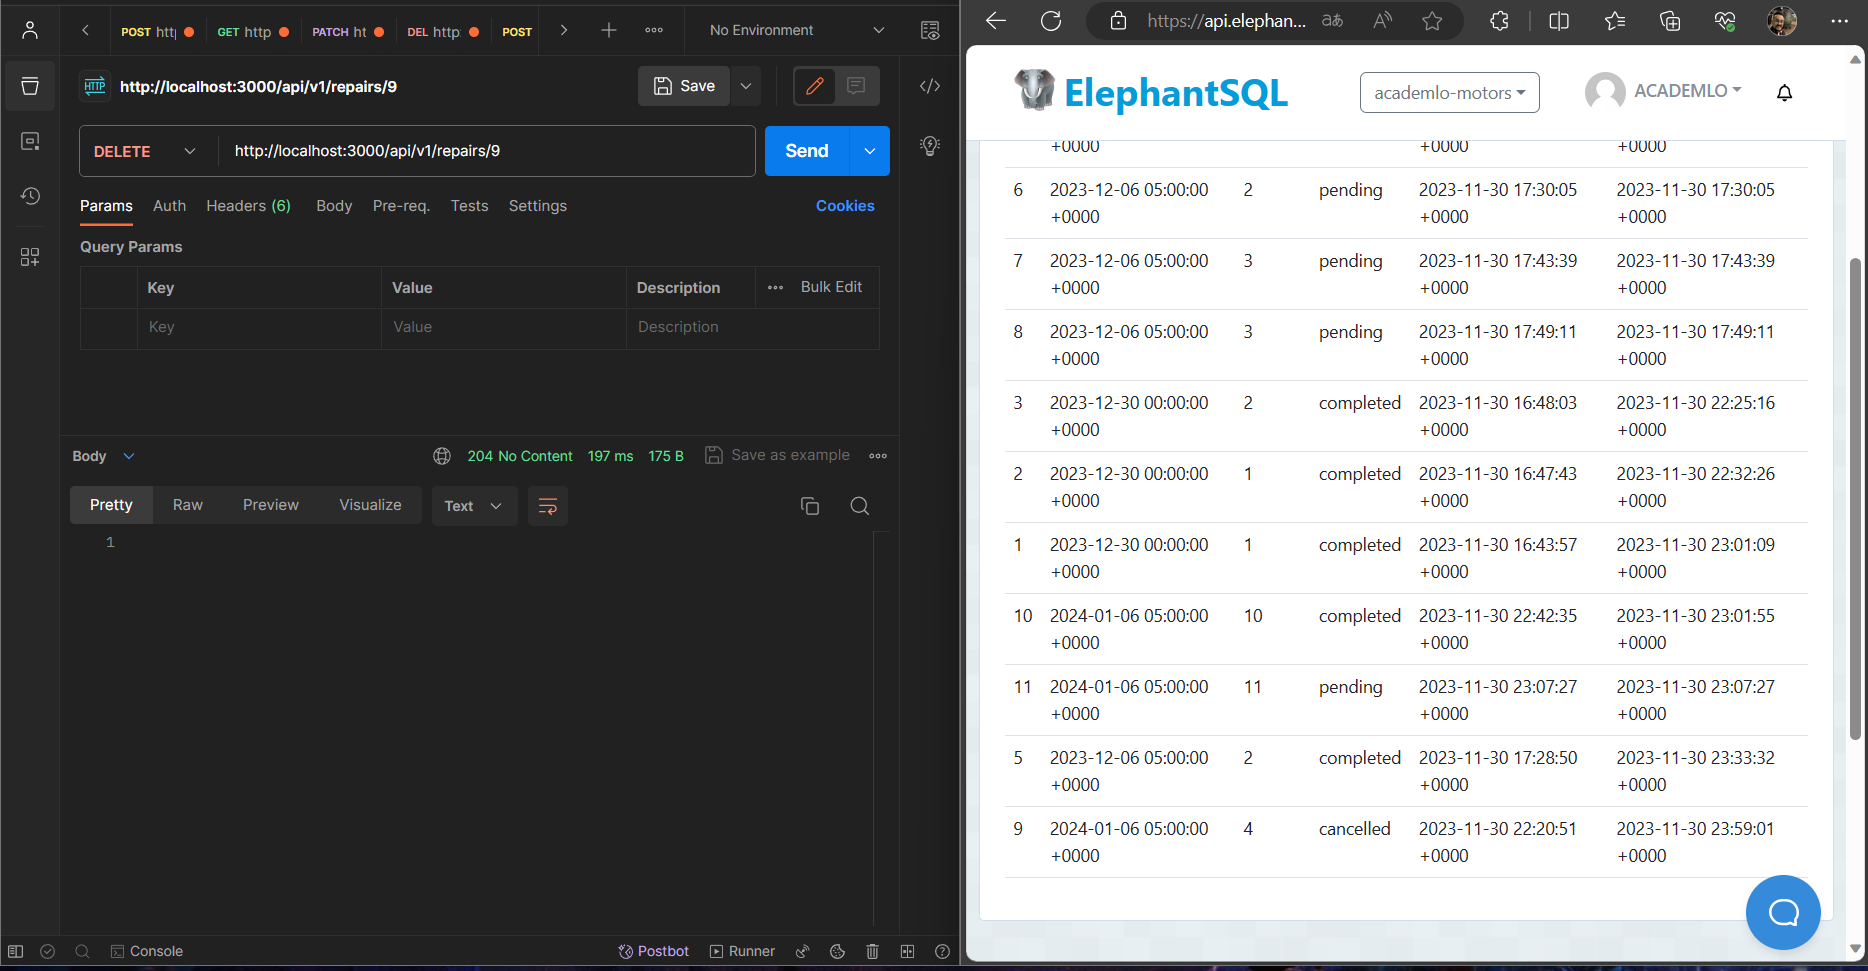 POST htt
GET http
PATCH ht
DEL http
POST
No Environment
HTTP
http://localhost:3000/api/v1/repairs/9
Save
DELETE
http://localhost:3000/api/v1/repairs/9
Send
Params
Auth
Headers (6)
Body
Pre-req.
Tests
Settings
Cookies
Query Params
Key
Value
Description
Bulk Edit
Key
Value
Description
Body
204 No Content
197 ms
175 B
Save as example
Pretty
Raw
Preview
Visualize
Text
1
Console
Postbot
Runner
https://api.elephan...
ElephantSQL
academlo-motors
ACADEMLO
+0000 +0000 +0000
6 2023-12-06 05:00:00 2 pending 2023-11-30 17:30:05 2023-11-30 17:30:05
+0000 +0000 +0000
7 2023-12-06 05:00:00 3 pending 2023-11-30 17:43:39 2023-11-30 17:43:39
+0000 +0000 +0000
8 2023-12-06 05:00:00 3 pending 2023-11-30 17:49:11 2023-11-30 17:49:11
+0000 +0000 +0000
3 2023-12-30 00:00:00 2 completed 2023-11-30 16:48:03 2023-11-30 22:25:16
+0000 +0000 +0000
2 2023-12-30 00:00:00 1 completed 2023-11-30 16:47:43 2023-11-30 22:32:26
+0000 +0000 +0000
1 2023-12-30 00:00:00 1 completed 2023-11-30 16:43:57 2023-11-30 23:01:09
+0000 +0000 +0000
10 2024-01-06 05:00:00 10 completed 2023-11-30 22:42:35 2023-11-30 23:01:55
+0000 +0000 +0000
11 2024-01-06 05:00:00 11 pending 2023-11-30 23:07:27 2023-11-30 23:07:27
+0000 +0000 +0000
5 2023-12-06 05:00:00 2 completed 2023-11-30 17:28:50 2023-11-30 23:33:32
+0000 +0000 +0000
9 2024-01-06 05:00:00 4 cancelled 2023-11-30 22:20:51 2023-11-30 23:59:01
+0000 +0000 +0000